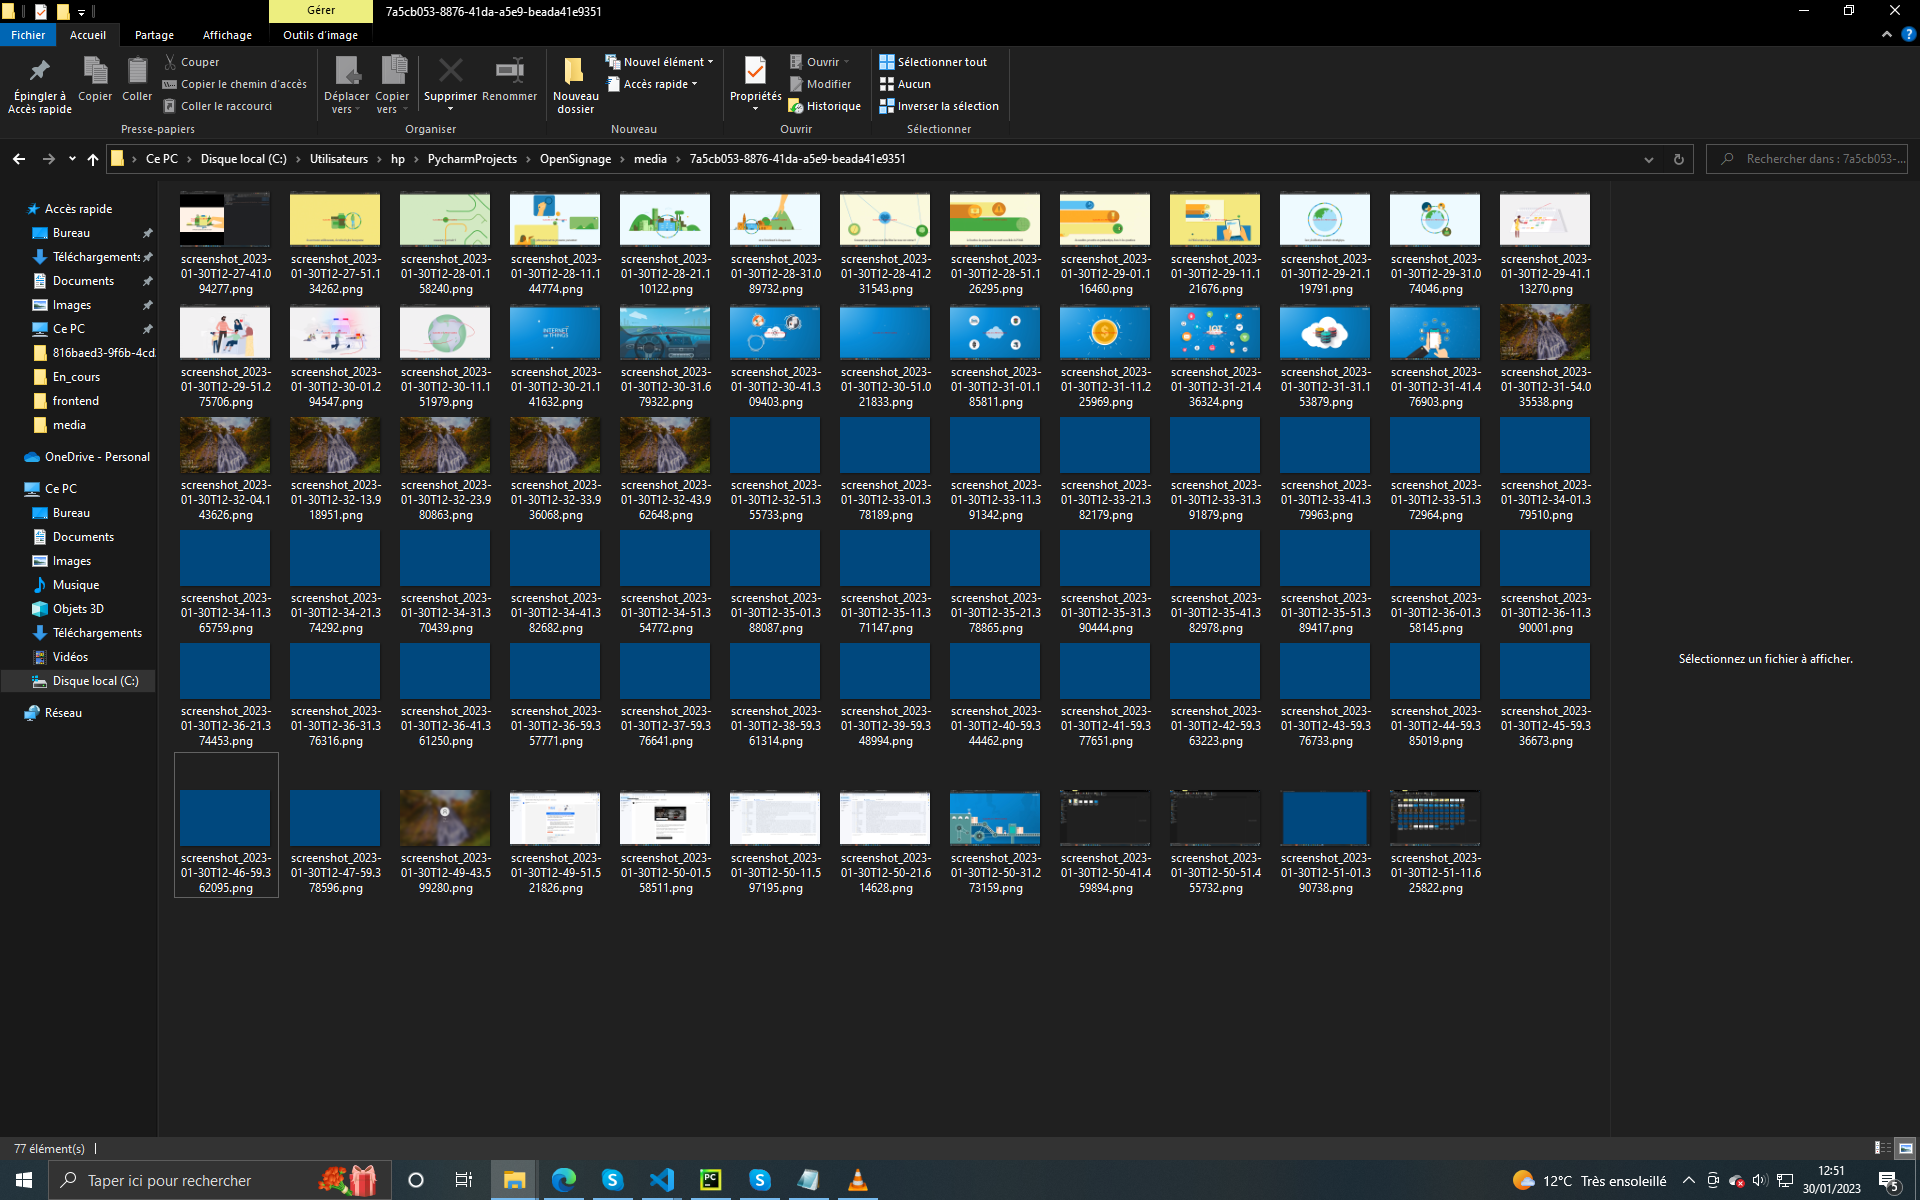 Gérer
7a5cb053-8876-41da-a5e9-beada41e9351
Fichier
Accueil
Partage
Affichage
Outils d'image
Épingler à
Accès rapide
Copier
Coller
Couper
Copier le chemin d'accès
Coller le raccourci
Presse-papiers
Déplacer
vers
Copier
vers
Supprimer
Renommer
Organiser
Nouveau
dossier
Nouvel élément
Accès rapide
Nouveau
Propriétés
Ouvrir
Modifier
Historique
Ouvrir
Sélectionner tout
Aucun
Inverser la sélection
Sélectionner
Ce PC
Disque local (C:)
Utilisateurs
hp
PycharmProjects
OpenSignage
media
7a5cb053-8876-41da-a5e9-beada41e9351
Rechercher dans : 7a5cb053-...
Accès rapide
Bureau
Téléchargements
Documents
Images
Ce PC
816baed3-9f6b-4cd
En_cours
frontend
media
OneDrive - Personal
Ce PC
Bureau
Documents
Images
Musique
Objets 3D
Téléchargements
Vidéos
Disque local (C:)
Réseau
screenshot_2023-01-30T12-27-41.094277.png
screenshot_2023-01-30T12-27-51.134262.png
screenshot_2023-01-30T12-28-01.158240.png
screenshot_2023-01-30T12-28-11.144774.png
screenshot_2023-01-30T12-28-21.110122.png
screenshot_2023-01-30T12-28-31.089732.png
screenshot_2023-01-30T12-28-41.231543.png
screenshot_2023-01-30T12-28-51.126295.png
screenshot_2023-01-30T12-29-01.116460.png
screenshot_2023-01-30T12-29-11.121676.png
screenshot_2023-01-30T12-29-21.119791.png
screenshot_2023-01-30T12-29-31.074046.png
screenshot_2023-01-30T12-29-41.113270.png
INTERNET
THINGS
IOT
screenshot_2023-01-30T12-29-51.275706.png
screenshot_2023-01-30T12-30-01.294547.png
screenshot_2023-01-30T12-30-11.151979.png
screenshot_2023-01-30T12-30-21.141632.png
screenshot_2023-01-30T12-30-31.679322.png
screenshot_2023-01-30T12-30-41.309403.png
screenshot_2023-01-30T12-30-51.021833.png
screenshot_2023-01-30T12-31-01.185811.png
screenshot_2023-01-30T12-31-11.225969.png
screenshot_2023-01-30T12-31-21.436324.png
screenshot_2023-01-30T12-31-31.153879.png
screenshot_2023-01-30T12-31-41.476903.png
screenshot_2023-01-30T12-31-54.035538.png
screenshot_2023-01-30T12-32-04.143626.png
screenshot_2023-01-30T12-32-13.918951.png
screenshot_2023-01-30T12-32-23.980863.png
screenshot_2023-01-30T12-32-33.936068.png
screenshot_2023-01-30T12-32-43.962648.png
screenshot_2023-01-30T12-32-51.355733.png
screenshot_2023-01-30T12-33-01.378189.png
screenshot_2023-01-30T12-33-11.391342.png
screenshot_2023-01-30T12-33-21.382179.png
screenshot_2023-01-30T12-33-31.391879.png
screenshot_2023-01-30T12-33-41.379963.png
screenshot_2023-01-30T12-33-51.372964.png
screenshot_2023-01-30T12-34-01.379510.png
screenshot_2023-01-30T12-34-11.365759.png
screenshot_2023-01-30T12-34-21.374292.png
screenshot_2023-01-30T12-34-31.370439.png
screenshot_2023-01-30T12-34-41.382682.png
screenshot_2023-01-30T12-34-51.354772.png
screenshot_2023-01-30T12-35-01.388087.png
screenshot_2023-01-30T12-35-11.371147.png
screenshot_2023-01-30T12-35-21.378865.png
screenshot_2023-01-30T12-35-31.390444.png
screenshot_2023-01-30T12-35-41.382978.png
screenshot_2023-01-30T12-35-51.389417.png
screenshot_2023-01-30T12-36-01.358145.png
screenshot_2023-01-30T12-36-11.390001.png
screenshot_2023-01-30T12-36-21.374453.png
screenshot_2023-01-30T12-36-31.376316.png
screenshot_2023-01-30T12-36-41.361250.png
screenshot_2023-01-30T12-36-59.357771.png
screenshot_2023-01-30T12-37-59.376641.png
screenshot_2023-01-30T12-38-59.361314.png
screenshot_2023-01-30T12-39-59.348994.png
screenshot_2023-01-30T12-40-59.344462.png
screenshot_2023-01-30T12-41-59.377651.png
screenshot_2023-01-30T12-42-59.363223.png
screenshot_2023-01-30T12-43-59.376733.png
screenshot_2023-01-30T12-44-59.385019.png
screenshot_2023-01-30T12-45-59.336673.png
screenshot_2023-01-30T12-46-59.362095.png
screenshot_2023-01-30T12-47-59.378596.png
screenshot_2023-01-30T12-49-43.599280.png
screenshot_2023-01-30T12-49-51.521826.png
screenshot_2023-01-30T12-50-01.558511.png
screenshot_2023-01-30T12-50-11.597195.png
screenshot_2023-01-30T12-50-21.614628.png
screenshot_2023-01-30T12-50-31.273159.png
screenshot_2023-01-30T12-50-41.459894.png
screenshot_2023-01-30T12-50-51.455732.png
screenshot_2023-01-30T12-51-01.390738.png
screenshot_2023-01-30T12-51-11.625822.png
Sélectionnez un fichier à afficher.
77 élément(s)
Taper ici pour rechercher
12°C Très ensoleillé
12:51
30/01/2023
5